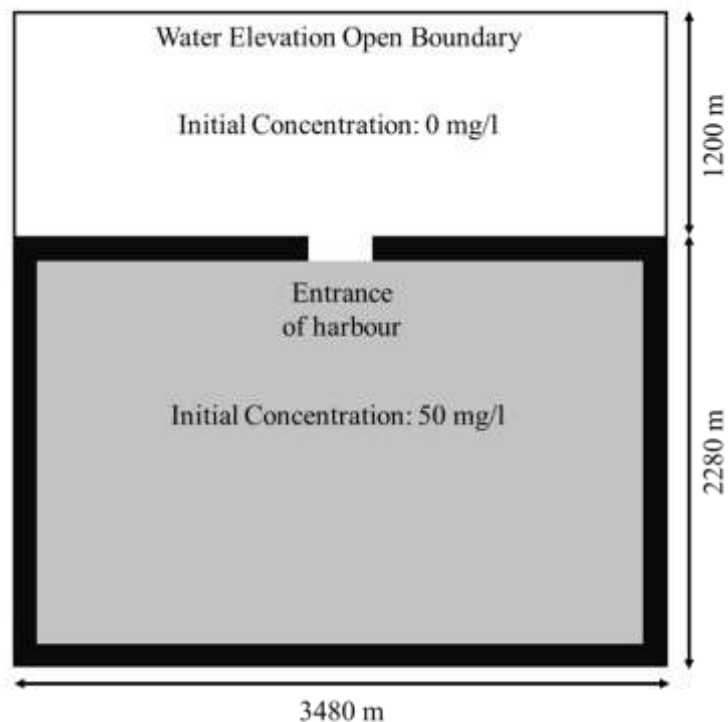 Water Elevation Open Boundary
Initial Concentration: 0 mg/l
1200 m
Entrance
of harbour
Initial Concentration: 50 mg/l
2280 m
3480 m